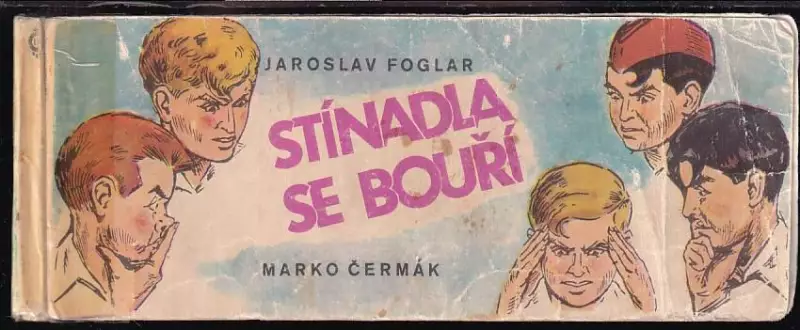 JAROSLAV FOGLAR
STÍNADLA
SE BOUŘÍ
MARKO ČERMÁK